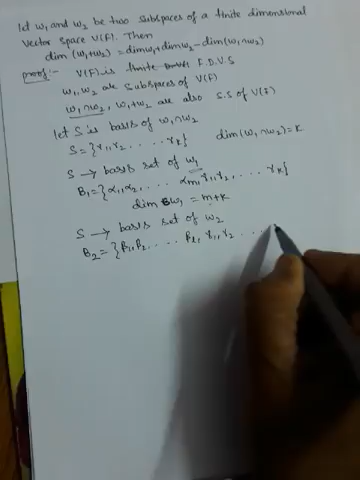 let W₁ and W₂ be two Subspaces of a finite dimensional
Vector space V(F). Then
dim (W₁+W₂) = dimW₁+dimW₂-dim(W₁∩W₂)
proof:- V(F) is F.D.V.S
W₁, W₂ are Subspaces of V(F)
W₁∩W₂, W₁+W₂ are also S.S of V(F)
let S is basis of W₁∩W₂
S = {γ₁,γ₂ ..... γₖ} dim(W₁∩W₂)=K
S → basis set of W₁
B₁={α₁,α₂,.... αₘ,γ₁,γ₂, .... γₖ}
dim W₁ = m+K
S → basis set of W₂
B₂={β₁,β₂.... βₗ, γ₁,γ₂ ....